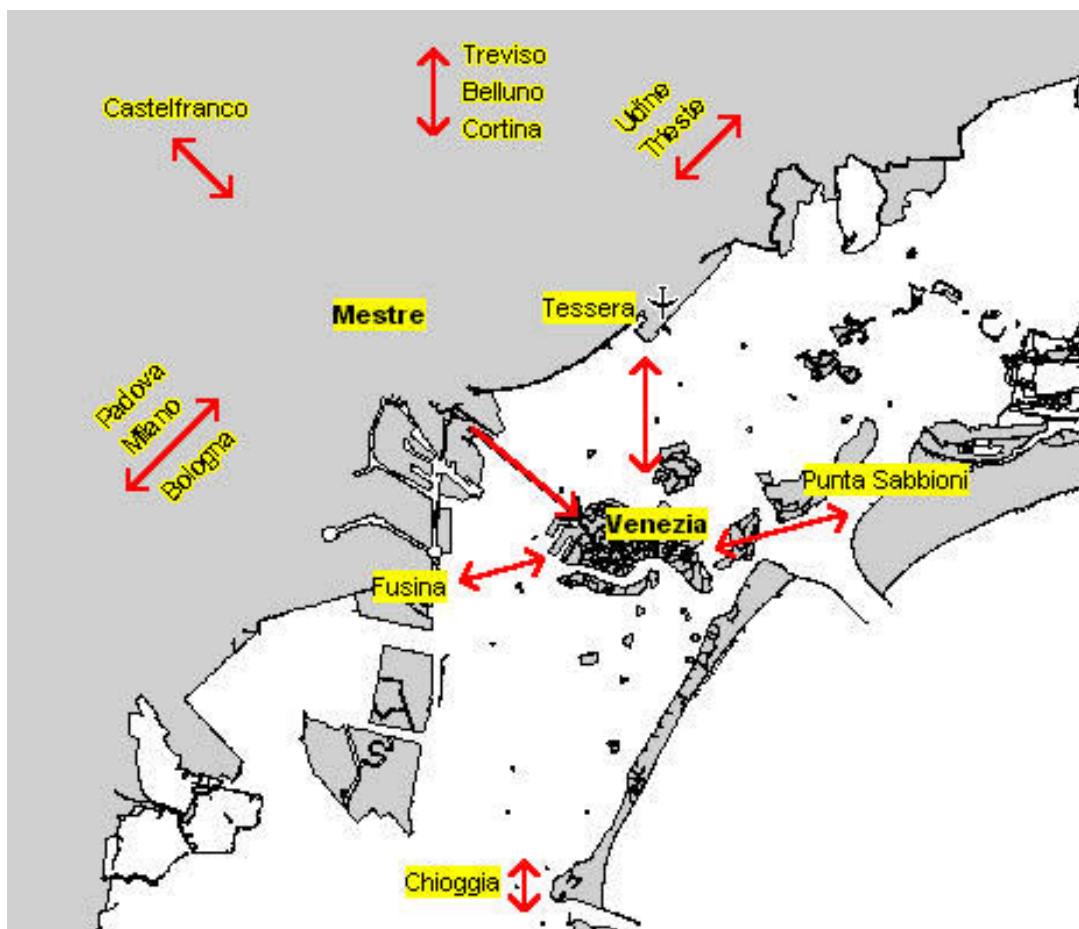 Treviso
Belluno
Cortina
Castelfranco
Udine
Trieste
Tessera
Mestre
Padova
Milano
Bologna
Punta Sabbioni
Venezia
Fusina
Chioggia